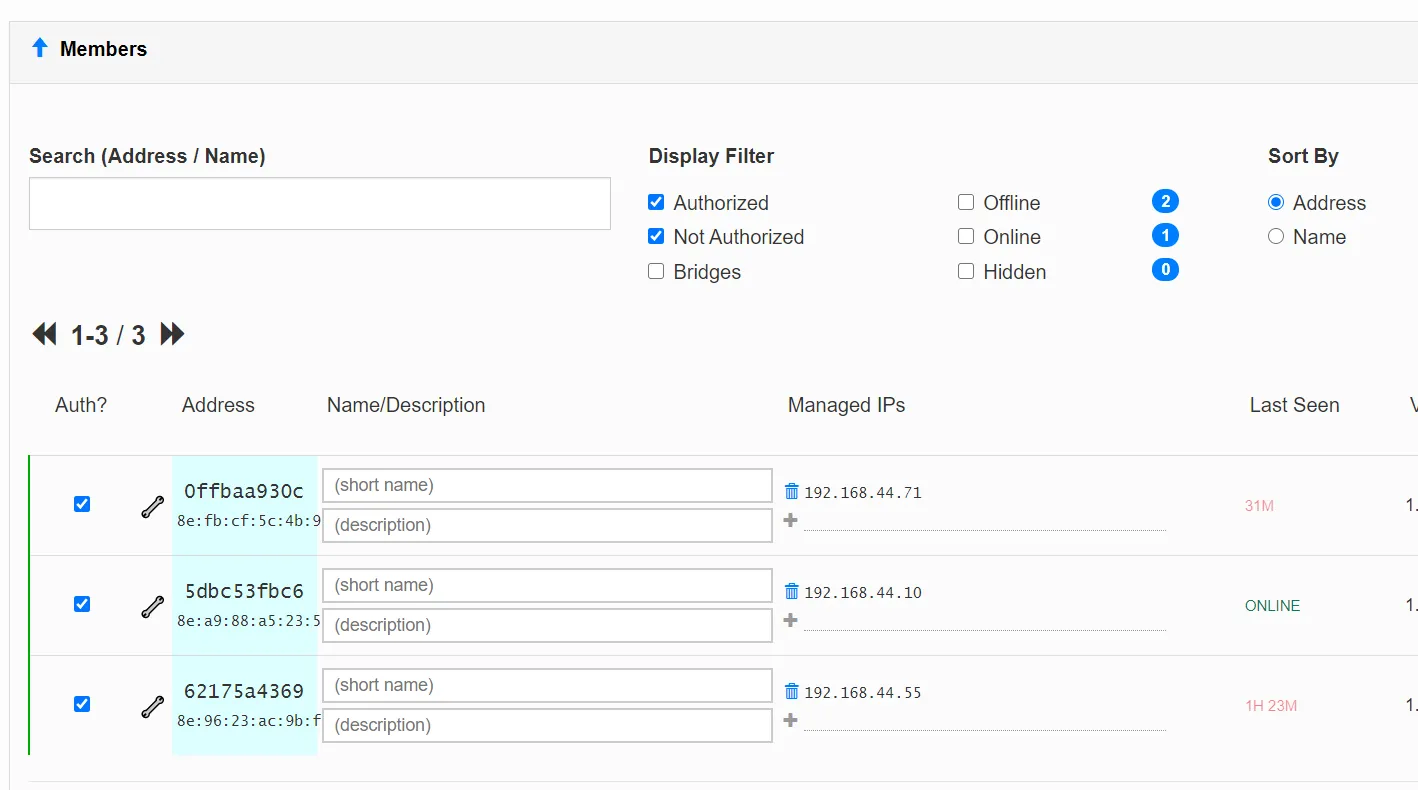 Members
Search (Address / Name)
Display Filter
Sort By
Authorized
Offline
2
Address
Not Authorized
Online
1
Name
Bridges
Hidden
0
1-3 / 3
Auth?
Address
Name/Description
Managed IPs
Last Seen
0ffbaa930c
8e:fb:cf:5c:4b:9
(short name)
(description)
192.168.44.71
31M
1.
5dbc53fbc6
8e:a9:88:a5:23:5
(short name)
(description)
192.168.44.10
ONLINE
1.
62175a4369
8e:96:23:ac:9b:f
(short name)
(description)
192.168.44.55
1H 23M
1.